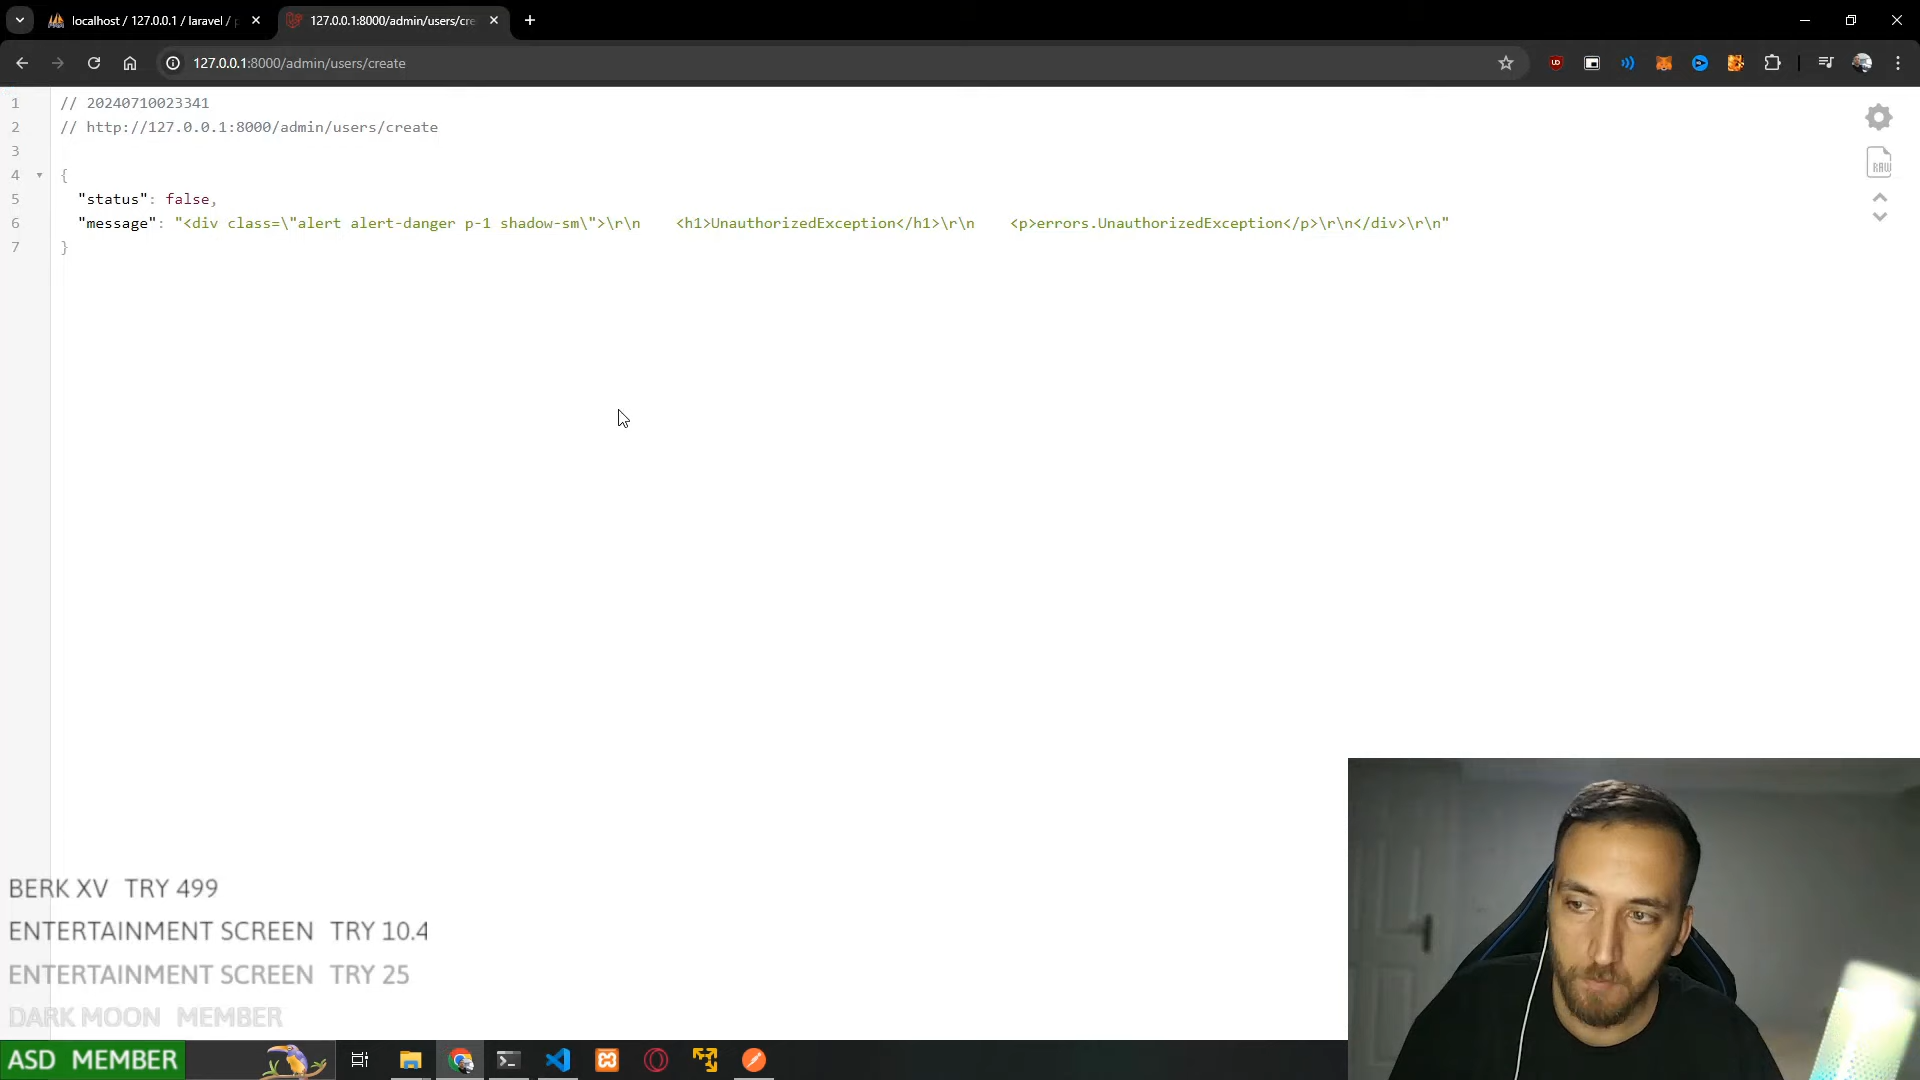 localhost / 127.0.0.1 / laravel /
127.0.0.1:8000/admin/users/cre
127.0.0.1:8000/admin/users/create
1 // 20240710023341
2 // http://127.0.0.1:8000/admin/users/create
3
4 {
5 "status": false,
6 "message": "<div class=\"alert alert-danger p-1 shadow-sm\">\r\n    <h1>UnauthorizedException</h1>\r\n    <p>errors.UnauthorizedException</p>\r\n</div>\r\n"
7 }
RAW
BERK XV TRY 499
ENTERTAINMENT SCREEN TRY 10.4
ENTERTAINMENT SCREEN TRY 25
DARK MOON MEMBER
ASD MEMBER